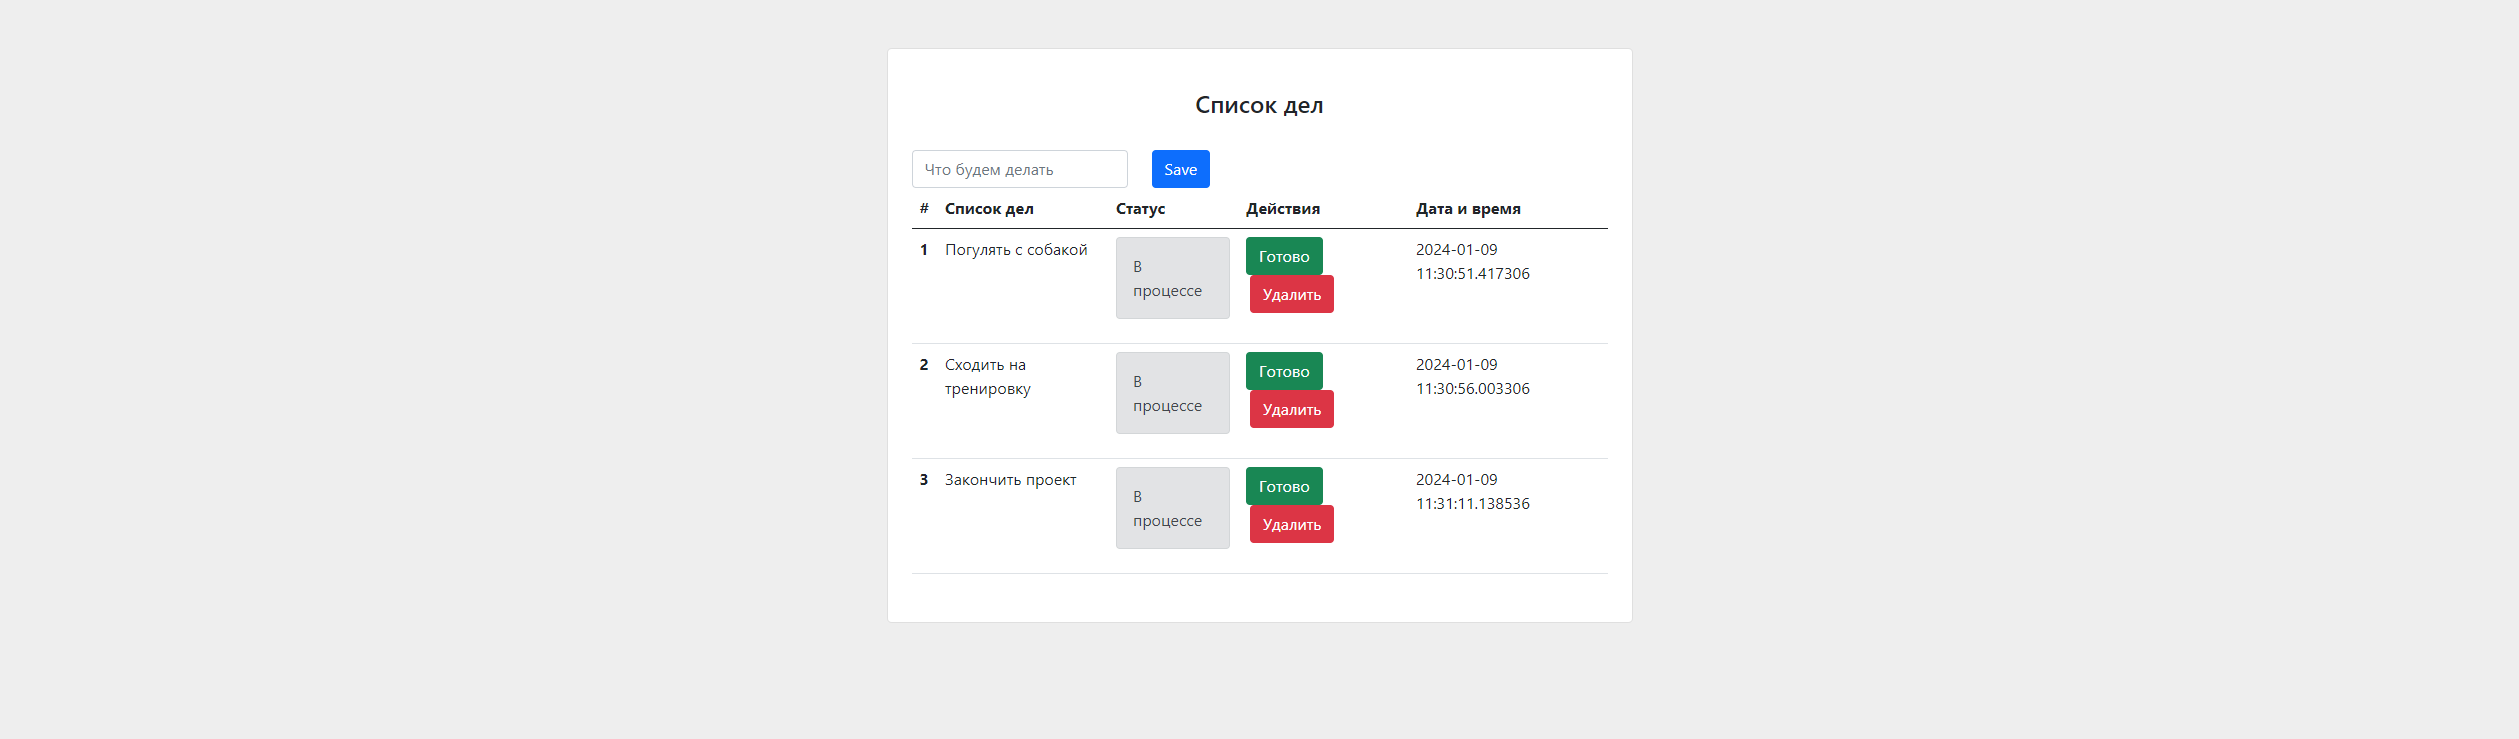 Список дел
Что будем делать Save
# Список дел Статус Действия Дата и время
1 Погулять с собакой В процессе Готово Удалить 2024-01-09 11:30:51.417306
2 Сходить на тренировку В процессе Готово Удалить 2024-01-09 11:30:56.003306
3 Закончить проект В процессе Готово Удалить 2024-01-09 11:31:11.138536